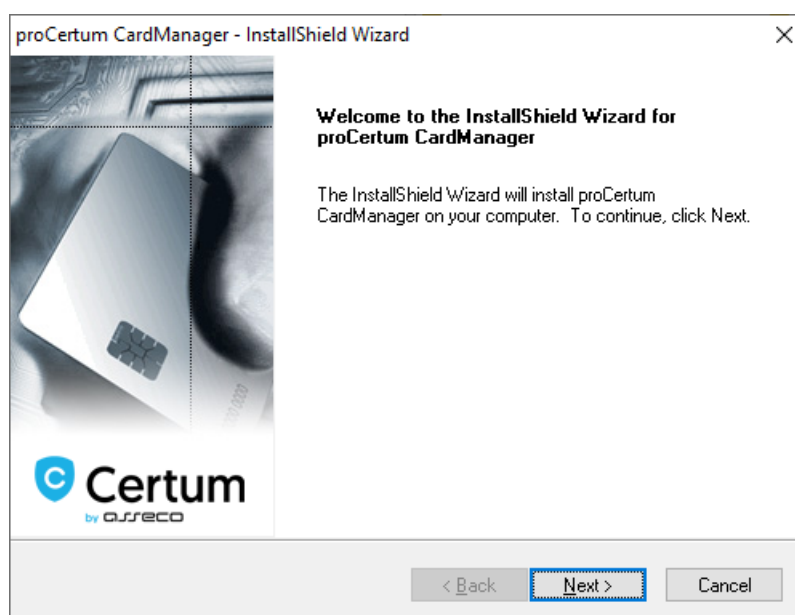 proCertum CardManager - InstallShield Wizard
Welcome to the InstallShield Wizard for
proCertum CardManager
The InstallShield Wizard will install proCertum
CardManager on your computer. To continue, click Next.
0000
Certum
by asseco
< Back
Next >
Cancel